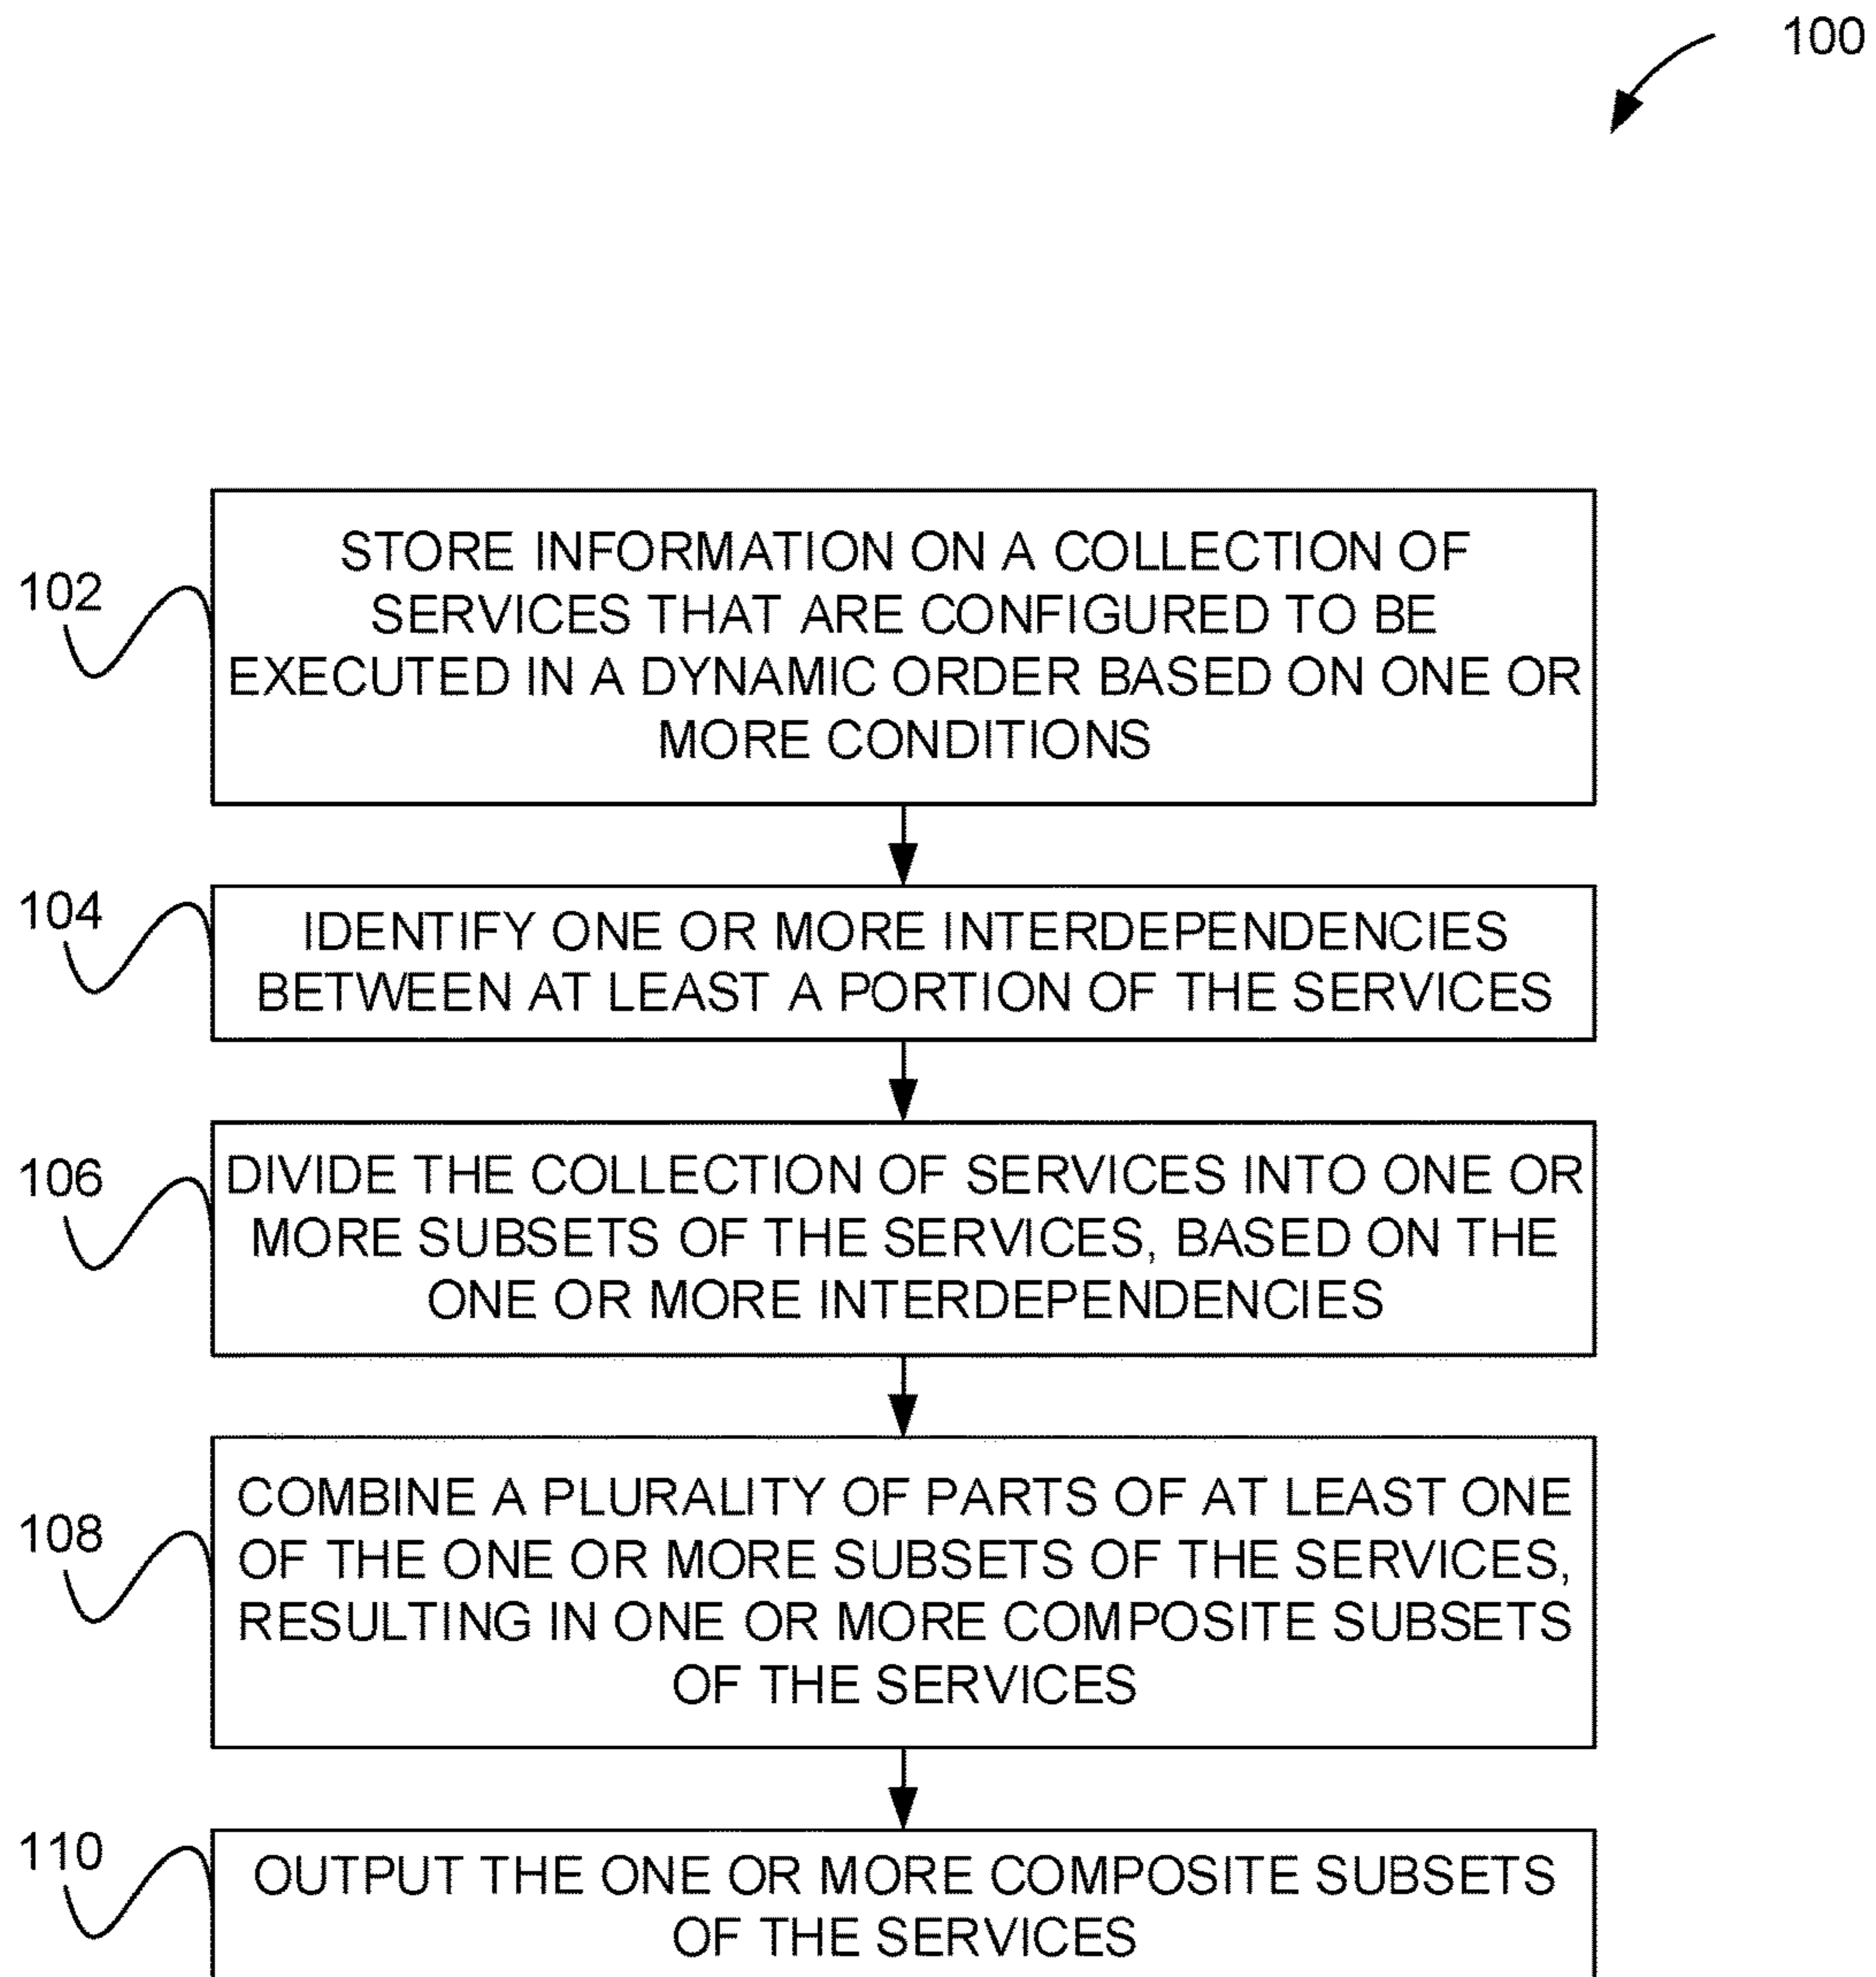 100
102
STORE INFORMATION ON A COLLECTION OF
SERVICES THAT ARE CONFIGURED TO BE
EXECUTED IN A DYNAMIC ORDER BASED ON ONE OR
MORE CONDITIONS
104
IDENTIFY ONE OR MORE INTERDEPENDENCIES
BETWEEN AT LEAST A PORTION OF THE SERVICES
106
DIVIDE THE COLLECTION OF SERVICES INTO ONE OR
MORE SUBSETS OF THE SERVICES, BASED ON THE
ONE OR MORE INTERDEPENDENCIES
108
COMBINE A PLURALITY OF PARTS OF AT LEAST ONE
OF THE ONE OR MORE SUBSETS OF THE SERVICES,
RESULTING IN ONE OR MORE COMPOSITE SUBSETS
OF THE SERVICES
110
OUTPUT THE ONE OR MORE COMPOSITE SUBSETS
OF THE SERVICES